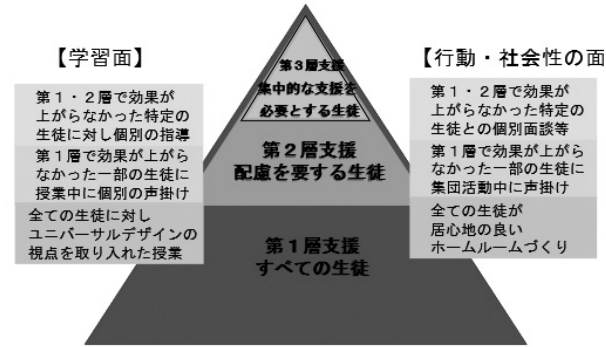 【学習面】
第1・2層で効果が
上がらなかった特定の
生徒に対し個別の指導
第1層で効果が上がら
なかった一部の生徒に
授業中に個別の声掛け
全ての生徒に対し
ユニバーサルデザインの
視点を取り入れた授業
第3層支援
集中的な支援を
必要とする生徒
第2層支援
配慮を要する生徒
第1層支援
すべての生徒
【行動・社会性の面
第1・2層で効果が
上がらなかった特定の
生徒との個別面談等
第1層で効果が上がら
なかった一部の生徒に
集団活動中に声掛け
全ての生徒が
居心地の良い
ホームルームづくり